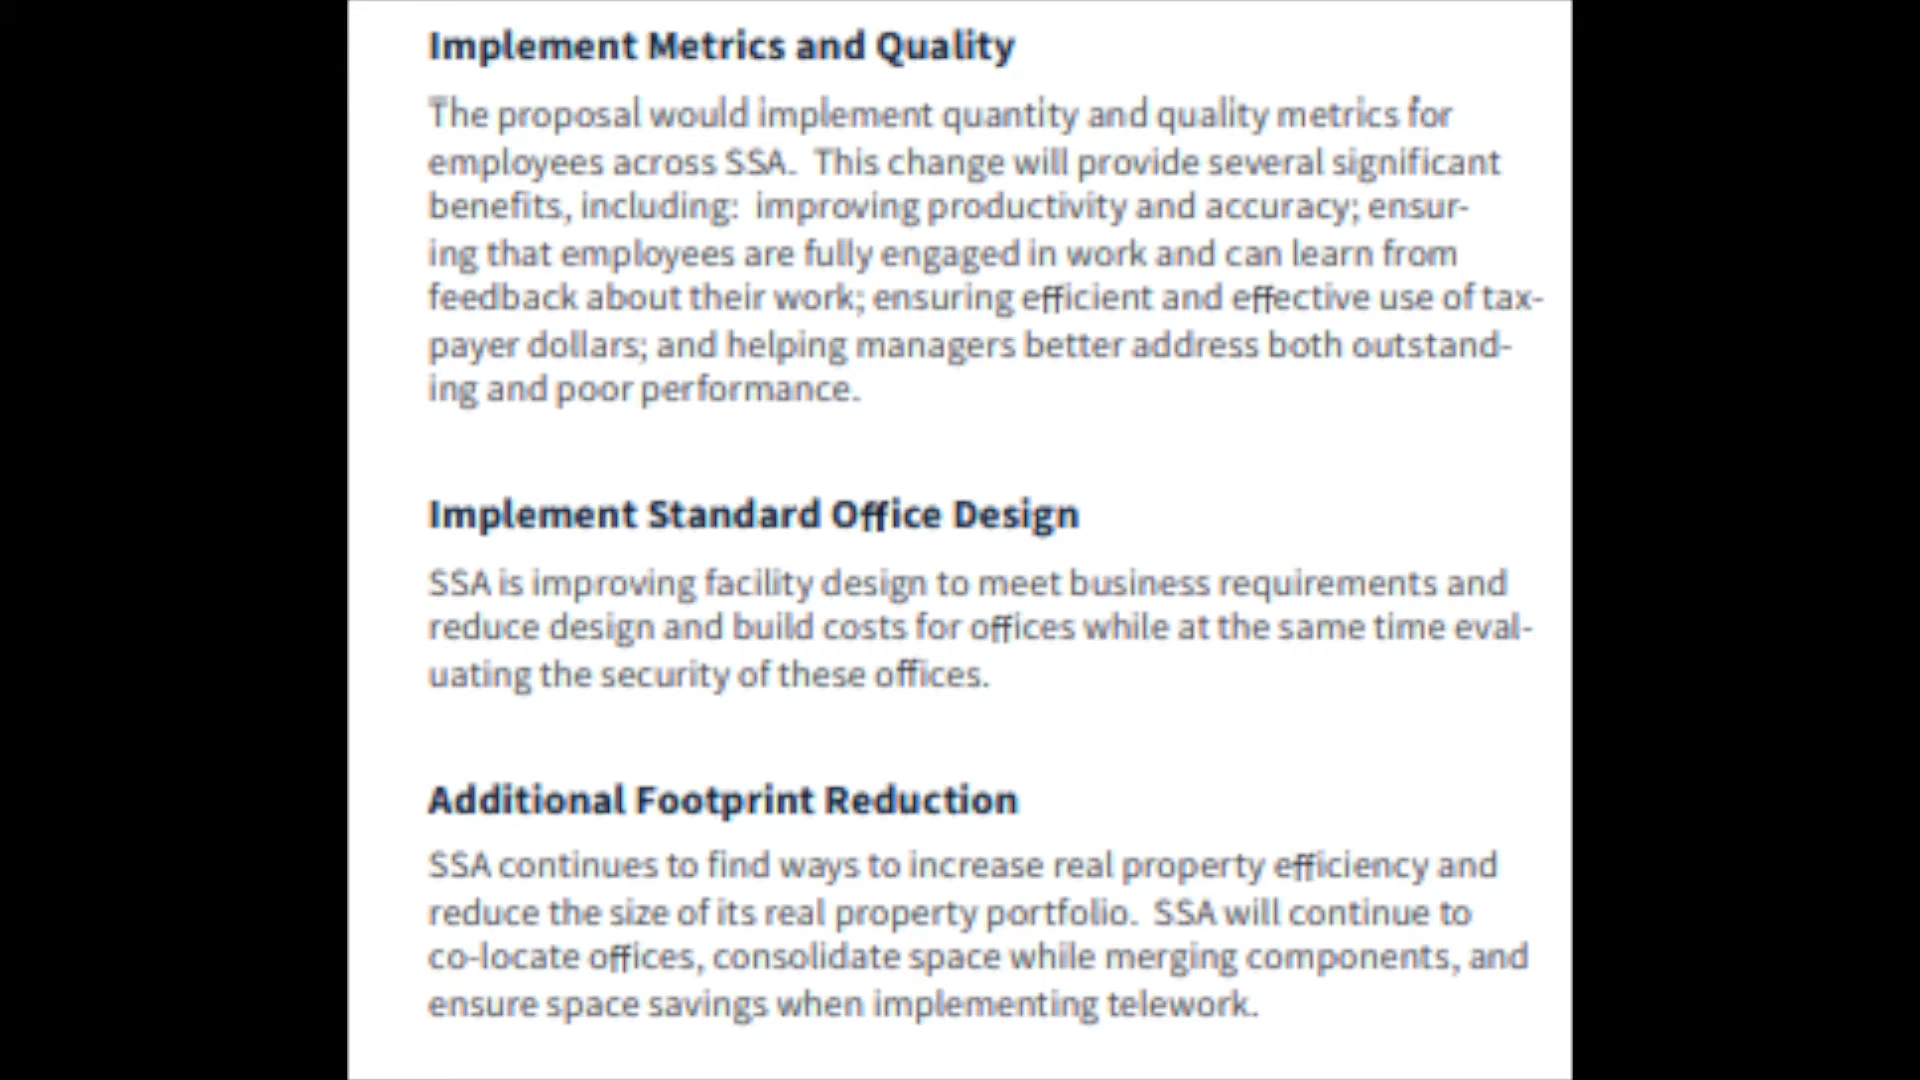 Implement Metrics and Quality
The proposal would implement quantity and quality metrics for
employees across SSA.  This change will provide several significant
benefits, including:  improving productivity and accuracy; ensur-
ing that employees are fully engaged in work and can learn from
feedback about their work; ensuring efficient and effective use of tax-
payer dollars; and helping managers better address both outstand-
ing and poor performance.
Implement Standard Office Design
SSA is improving facility design to meet business requirements and
reduce design and build costs for offices while at the same time eval-
uating the security of these offices.
Additional Footprint Reduction
SSA continues to find ways to increase real property efficiency and
reduce the size of its real property portfolio.  SSA will continue to
co-locate offices, consolidate space while merging components, and
ensure space savings when implementing telework.